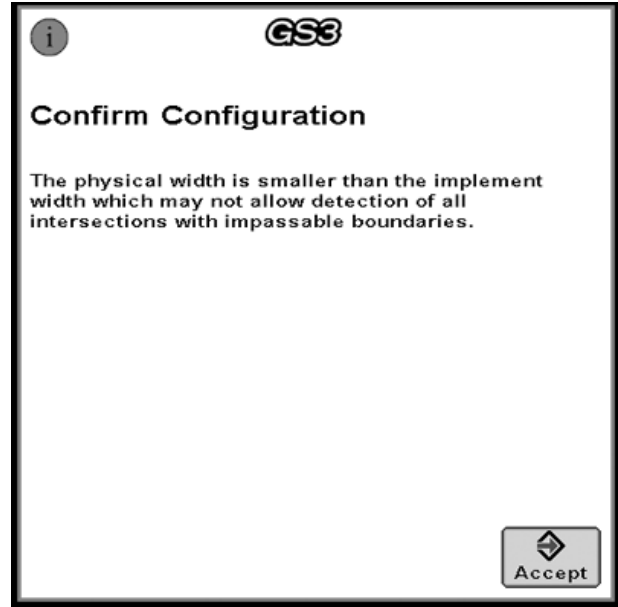 i
GS3
Confirm Configuration
The physical width is smaller than the implement
width which may not allow detection of all
intersections with impassable boundaries.
Accept